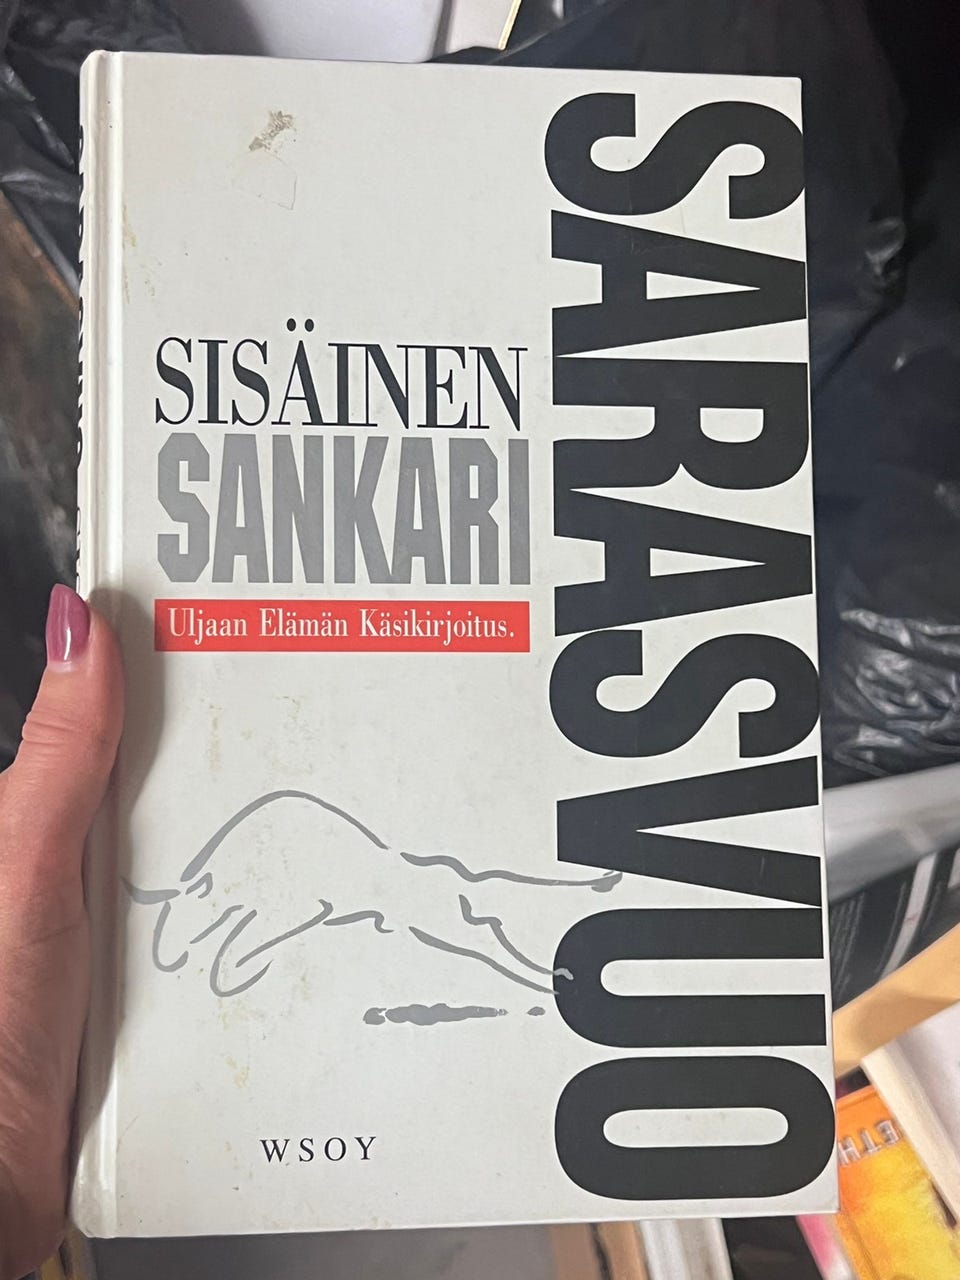 SARASVUO
SISÄINEN
SANKARI
Uljaan Elämän Käsikirjoitus.
WSOY